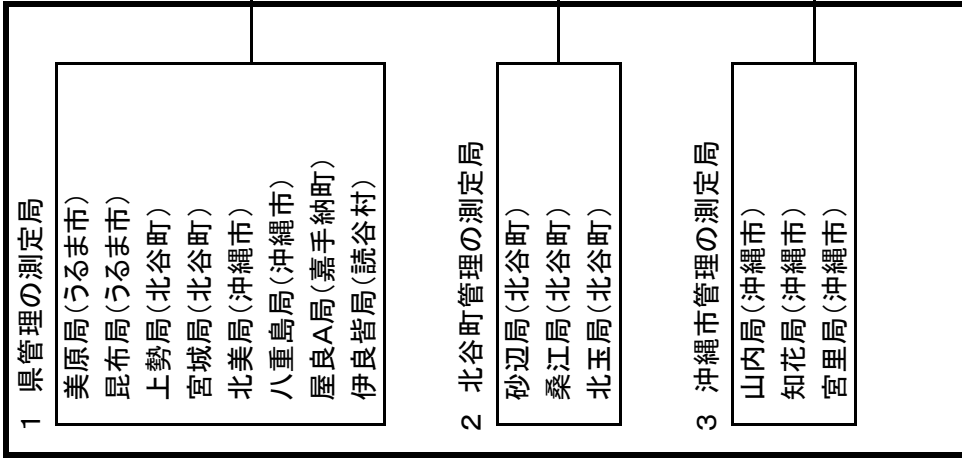 1 県管理の測定局
美原局(うるま市)
昆布局(うるま市)
上勢局(北谷町)
宮城局(北谷町)
北美局(沖縄市)
八重島局(沖縄市)
屋良A局(嘉手納町)
伊良皆局(読谷村)
2 北谷町管理の測定局
砂辺局(北谷町)
桑江局(北谷町)
北玉局(北谷町)
3 沖縄市管理の測定局
山内局(沖縄市)
知花局(沖縄市)
宮里局(沖縄市)